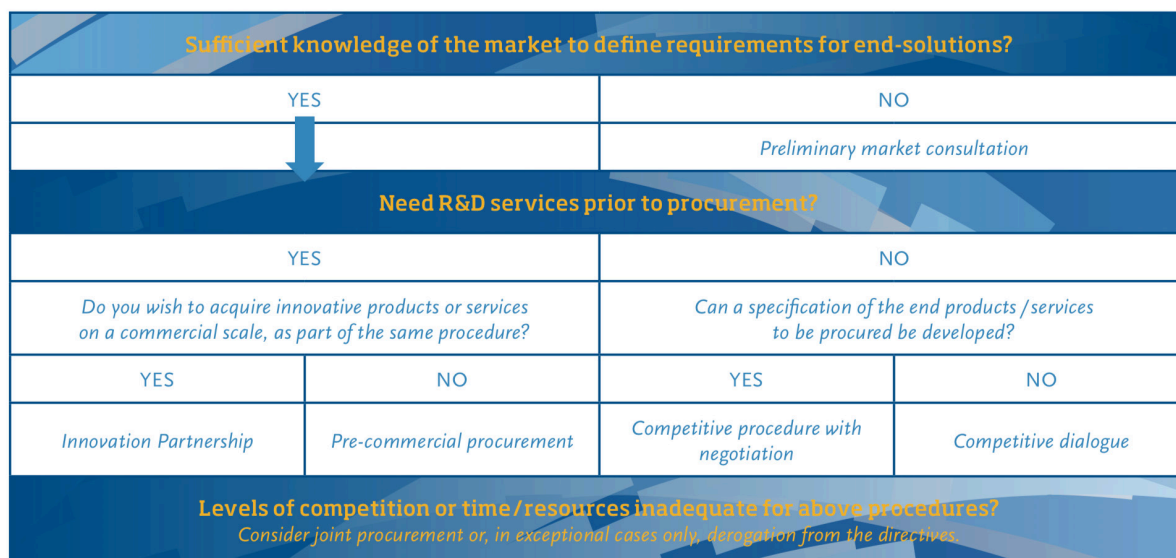 Sufficient knowledge of the market to define requirements for end-solutions?
YES
NO
Preliminary market consultation
Need R&D services prior to procurement?
YES
NO
Do you wish to acquire innovative products or services
on a commercial scale, as part of the same procedure?
Can a specification of the end products / services
to be procured be developed?
YES
NO
YES
NO
Innovation Partnership
Pre-commercial procurement
Competitive procedure with
negotiation
Competitive dialogue
Levels of competition or time/resources inadequate for above procedures?
Consider joint procurement or, in exceptional cases only, derogation from the directives.